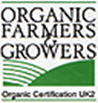 ORGANIC
FARMERS
&
GROWERS
Organic Certification UK2